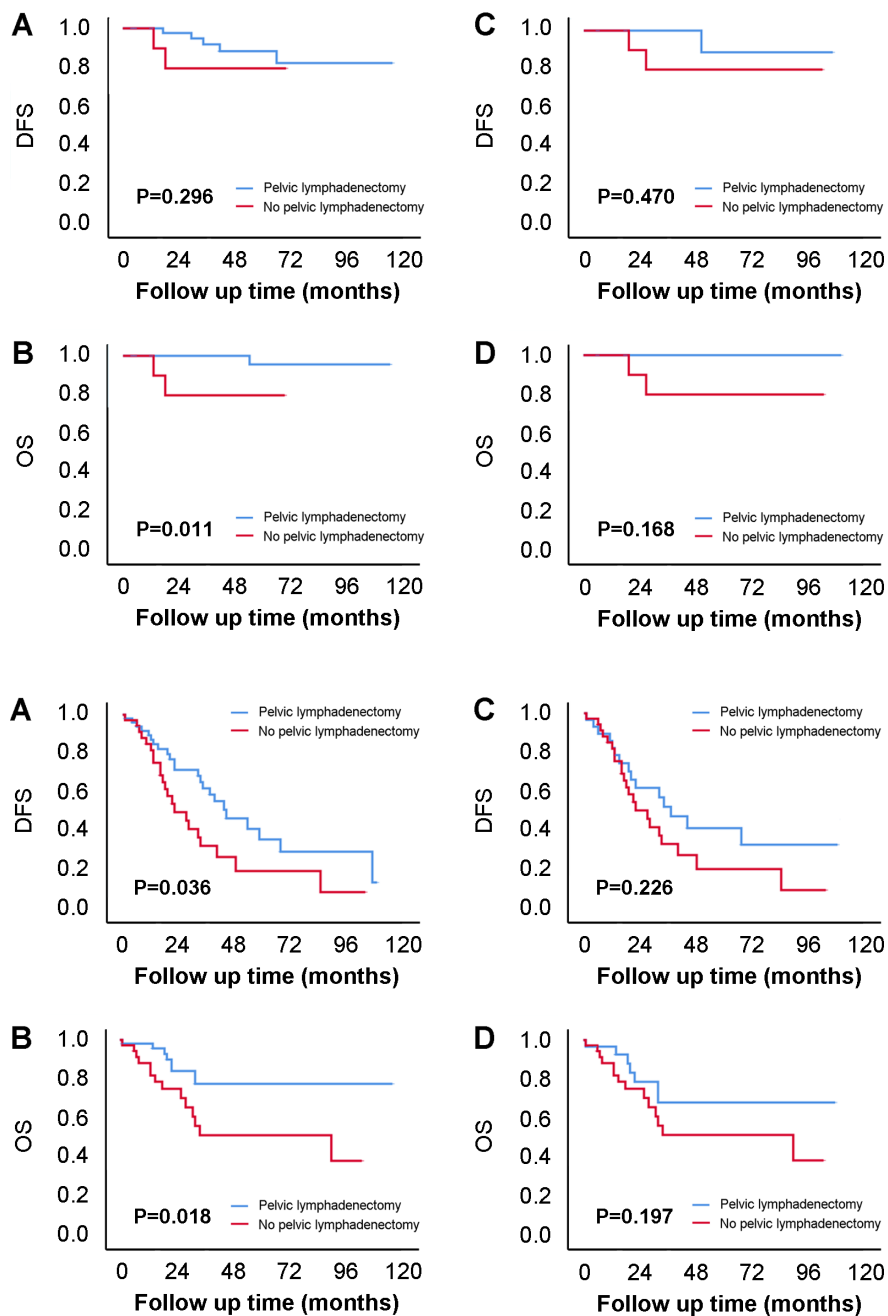 A
1.0
0.8
0.6
0.4
0.2
0.0
DFS
P=0.296
Pelvic lymphadenectomy
No pelvic lymphadenectomy
0 24 48 72 96 120
Follow up time (months)
C
1.0
0.8
0.6
0.4
0.2
0.0
DFS
P=0.470
Pelvic lymphadenectomy
No pelvic lymphadenectomy
0 24 48 72 96 120
Follow up time (months)
B
1.0
0.8
0.6
0.4
0.2
0.0
OS
P=0.011
Pelvic lymphadenectomy
No pelvic lymphadenectomy
0 24 48 72 96 120
Follow up time (months)
D
1.0
0.8
0.6
0.4
0.2
0.0
OS
P=0.168
Pelvic lymphadenectomy
No pelvic lymphadenectomy
0 24 48 72 96 120
Follow up time (months)
A
1.0
0.8
0.6
0.4
0.2
0.0
DFS
Pelvic lymphadenectomy
No pelvic lymphadenectomy
P=0.036
0 24 48 72 96 120
Follow up time (months)
C
1.0
0.8
0.6
0.4
0.2
0.0
DFS
Pelvic lymphadenectomy
No pelvic lymphadenectomy
P=0.226
0 24 48 72 96 120
Follow up time (months)
B
1.0
0.8
0.6
0.4
0.2
0.0
OS
P=0.018
Pelvic lymphadenectomy
No pelvic lymphadenectomy
0 24 48 72 96 120
Follow up time (months)
D
1.0
0.8
0.6
0.4
0.2
0.0
OS
P=0.197
Pelvic lymphadenectomy
No pelvic lymphadenectomy
0 24 48 72 96 120
Follow up time (months)